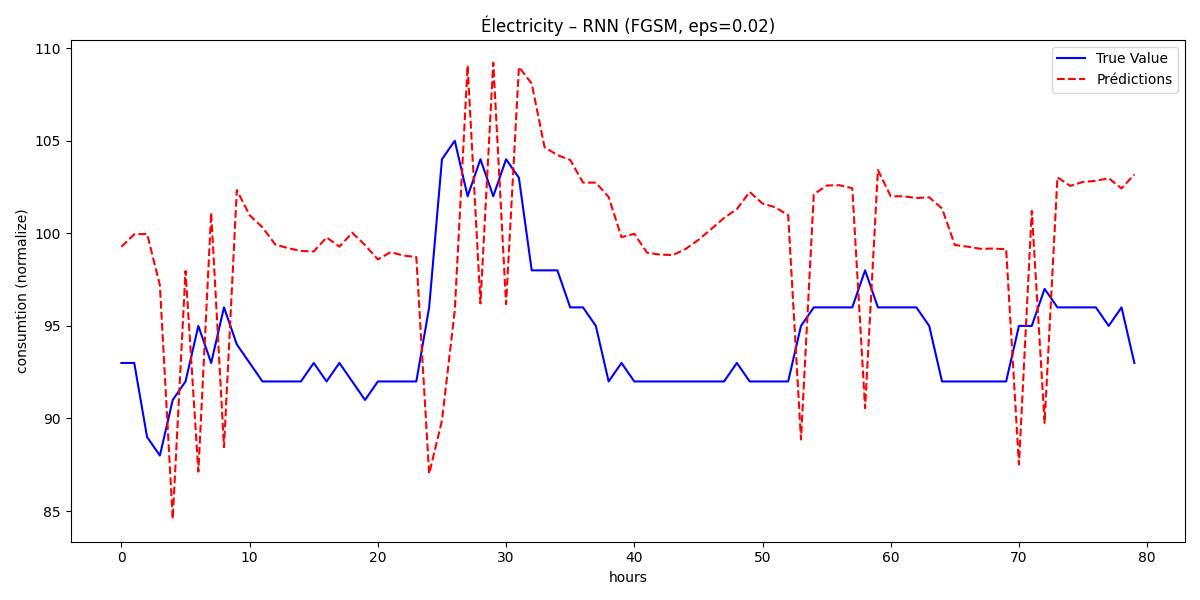 Électricity – RNN (FGSM, eps=0.02)
True Value
Prédictions
consumtion (normalize)
110
105
100
95
90
85
0 10 20 30 40 50 60 70 80
hours